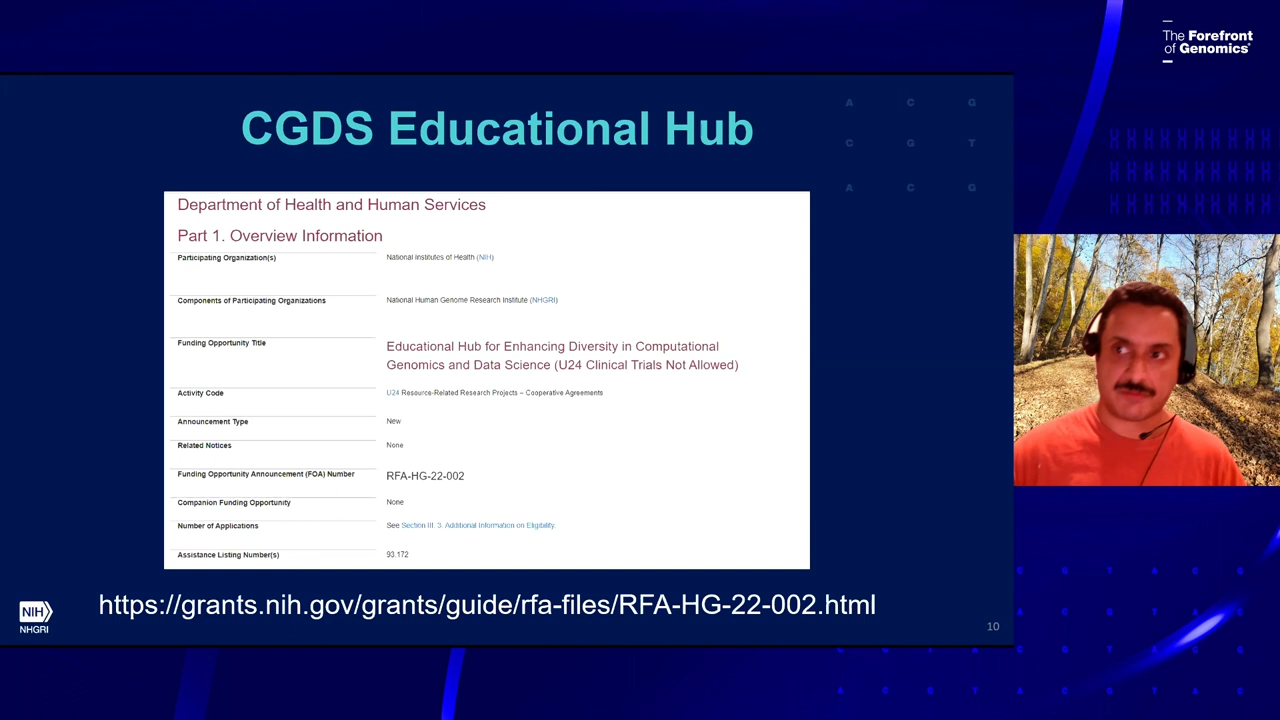 The Forefront
of Genomics®
CGDS Educational Hub
A C G
C G T
A C G
Department of Health and Human Services
Part 1. Overview Information
Participating Organization(s) National Institutes of Health (NIH)
Components of Participating Organizations National Human Genome Research Institute (NHGRI)
Funding Opportunity Title Educational Hub for Enhancing Diversity in Computational
Genomics and Data Science (U24 Clinical Trials Not Allowed)
Activity Code U24 Resource-Related Research Projects – Cooperative Agreements
Announcement Type New
Related Notices None
Funding Opportunity Announcement (FOA) Number RFA-HG-22-002
Companion Funding Opportunity None
Number of Applications See Section III. 3. Additional Information on Eligibility.
Assistance Listing Number(s) 93.172
NIH
NHGRI
https://grants.nih.gov/grants/guide/rfa-files/RFA-HG-22-002.html
10